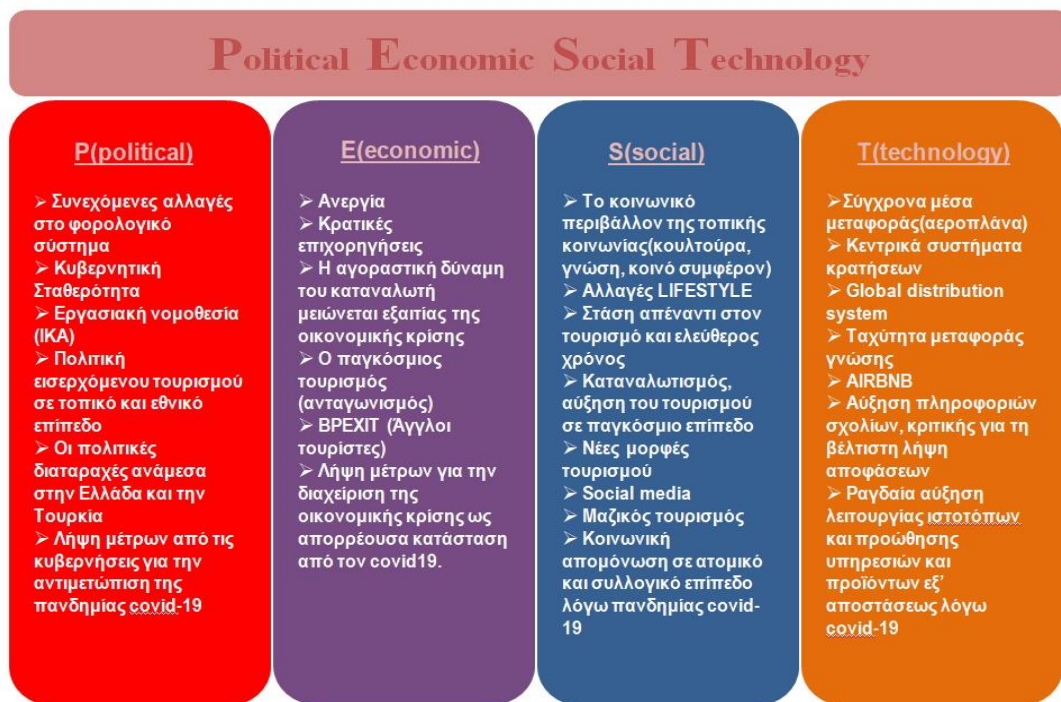 Political Economic Social Technology
P(political)
➢ Συνεχόμενες αλλαγές
στο φορολογικό
σύστημα
➢ Κυβερνητική
Σταθερότητα
➢ Εργασιακή νομοθεσία
(ΙΚΑ)
➢ Πολιτική
εισερχόμενου τουρισμού
σε τοπικό και εθνικό
επίπεδο
➢ Οι πολιτικές
διαταραχές ανάμεσα
στην Ελλάδα και την
Τουρκία
➢ Λήψη μέτρων από τις
κυβερνήσεις για την
αντιμετώπιση της
πανδημίας covid-19
E(economic)
➢ Ανεργία
➢ Κρατικές
επιχορηγήσεις
➢ Η αγοραστική δύναμη
του καταναλωτή
μειώνεται εξαιτίας της
οικονομικής κρίσης
➢ Ο παγκόσμιος
τουρισμός
(ανταγωνισμός)
➢ ΒΡΕΧΙΤ (Άγγλοι
τουρίστες)
➢ Λήψη μέτρων για την
διαχείριση της
οικονομικής κρίσης ως
απορρέουσα κατάσταση
από τον covid19.
S(social)
➢ Το κοινωνικό
περιβάλλον της τοπικής
κοινωνίας(κουλτούρα,
γνώση, κοινό συμφέρον)
➢ Αλλαγές LIFESTYLE
➢ Στάση απέναντι στον
τουρισμό και ελεύθερος
χρόνος
➢ Καταναλωτισμός,
αύξηση του τουρισμού
σε παγκόσμιο επίπεδο
➢ Νέες μορφές
τουρισμού
➢ Social media
➢ Μαζικός τουρισμός
➢ Κοινωνική
απομόνωση σε ατομικό
και συλλογικό επίπεδο
λόγω πανδημίας covid-
19
T(technology)
➢Σύγχρονα μέσα
μεταφοράς(αεροπλάνα)
➢ Κεντρικά συστήματα
κρατήσεων
➢ Global distribution
system
➢ Ταχύτητα μεταφοράς
γνώσης
➢ AIRBNB
➢ Αύξηση πληροφοριών
σχολίων, κριτικής για τη
βέλτιστη λήψη
αποφάσεων
➢ Ραγδαία αύξηση
λειτουργίας ιστοτόπων
και προώθησης
υπηρεσιών και
προϊόντων εξ’
αποστάσεως λόγω
covid-19